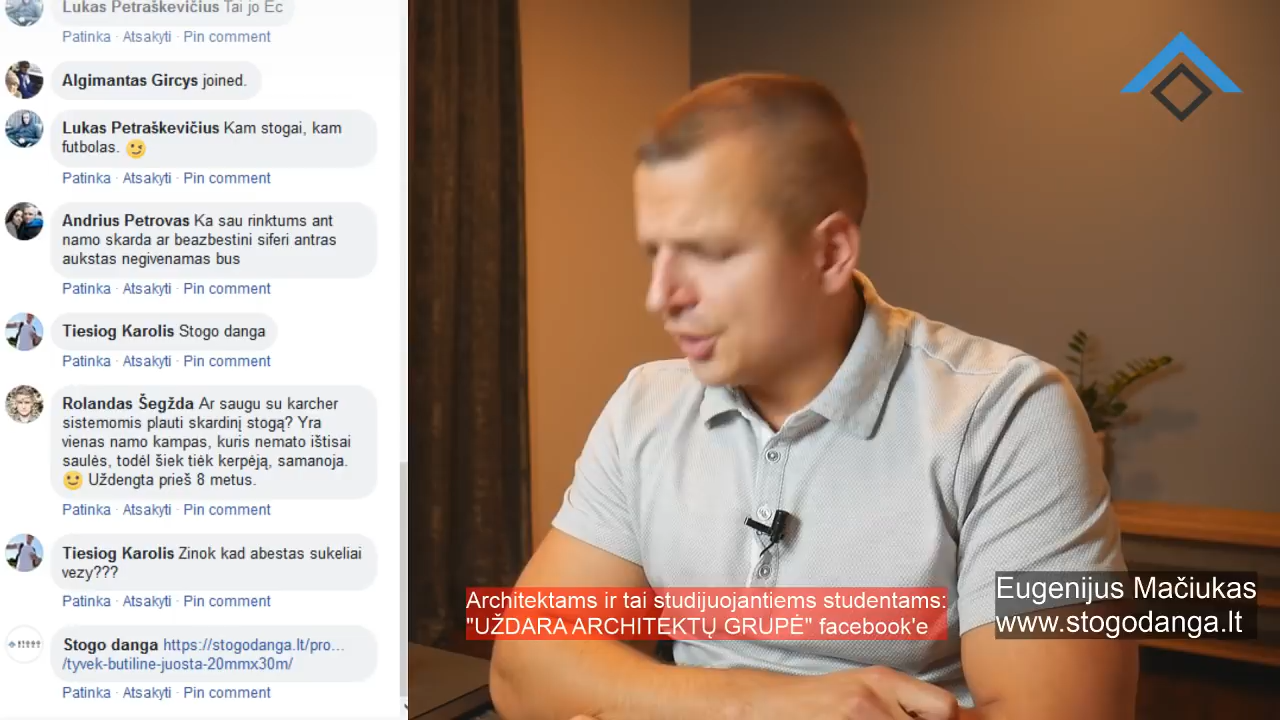 Lukas Petraškevičius Tai jo Ec
Patinka · Atsakyti · Pin comment
Algimantas Gircys joined.
Lukas Petraškevičius Kam stogai, kam
futbolas. 😉
Patinka · Atsakyti · Pin comment
Andrius Petrovas Ka sau rinktums ant
namo skarda ar beazbestini siferi antras
aukstas negivenamas bus
Patinka · Atsakyti · Pin comment
Tiesiog Karolis Stogo danga
Patinka · Atsakyti · Pin comment
Rolandas Šegžda Ar saugu su karcher
sistemomis plauti skardinį stogą? Yra
vienas namo kampas, kuris nemato ištisai
saulės, todėl šiek tiėk kerpėją, samanoja.
🙂 Uždengta prieš 8 metus.
Patinka · Atsakyti · Pin comment
Tiesiog Karolis Zinok kad abestas sukeliai
vezy???
Patinka · Atsakyti · Pin comment
Stogo danga https://stogodanga.lt/pro...
/tyvek-butiline-juosta-20mmx30m/
Patinka · Atsakyti · Pin comment
Architektams ir tai studijuojantiems studentams:
"UŽDARA ARCHITEKTŲ GRUPĖ" facebook'e
Eugenijus Mačiukas
www.stogodanga.lt